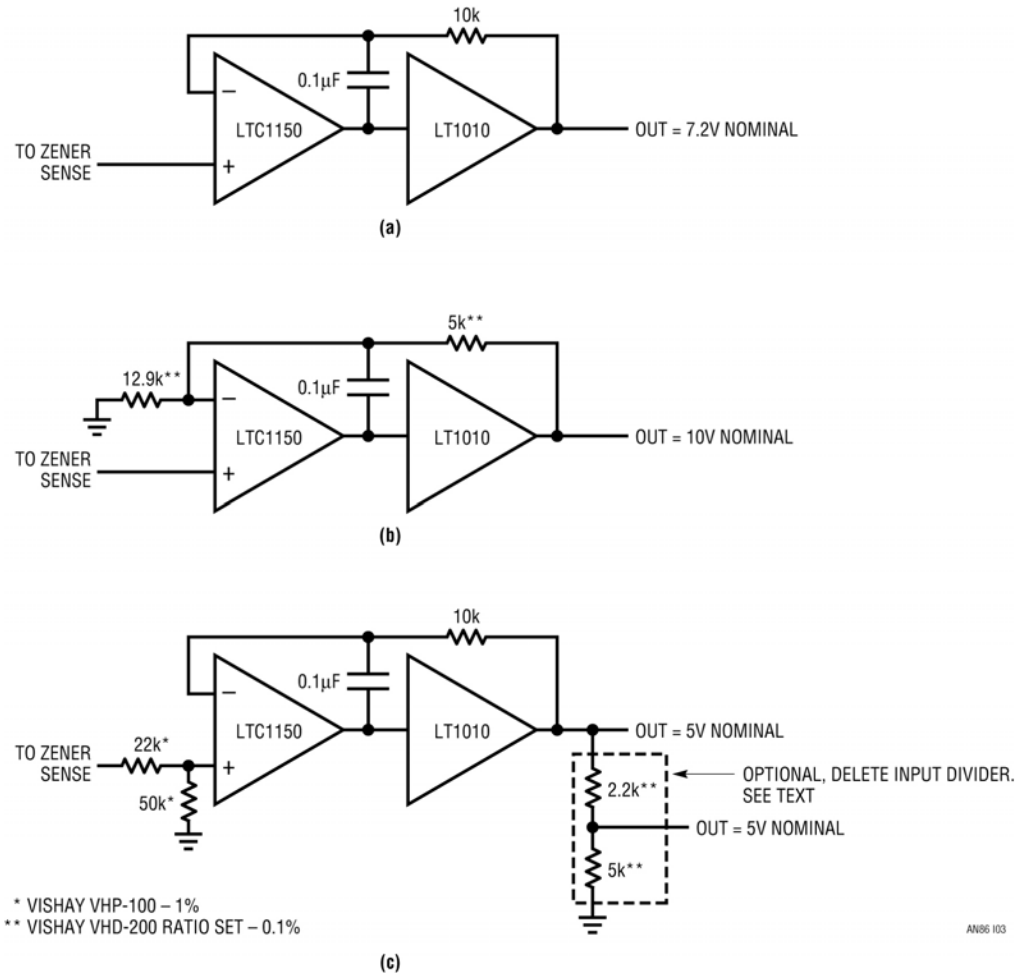 10k
0.1µF
−
LTC1150
+
LT1010
OUT = 7.2V NOMINAL
TO ZENER
SENSE
(a)
5k**
12.9k**
0.1µF
−
LTC1150
+
LT1010
OUT = 10V NOMINAL
TO ZENER
SENSE
(b)
10k
0.1µF
−
LTC1150
+
LT1010
OUT = 5V NOMINAL
TO ZENER
SENSE
22k*
50k*
OPTIONAL, DELETE INPUT DIVIDER.
SEE TEXT
2.2k**
OUT = 5V NOMINAL
5k**
* VISHAY VHP-100 – 1%
** VISHAY VHD-200 RATIO SET – 0.1%
AN86 I03
(c)